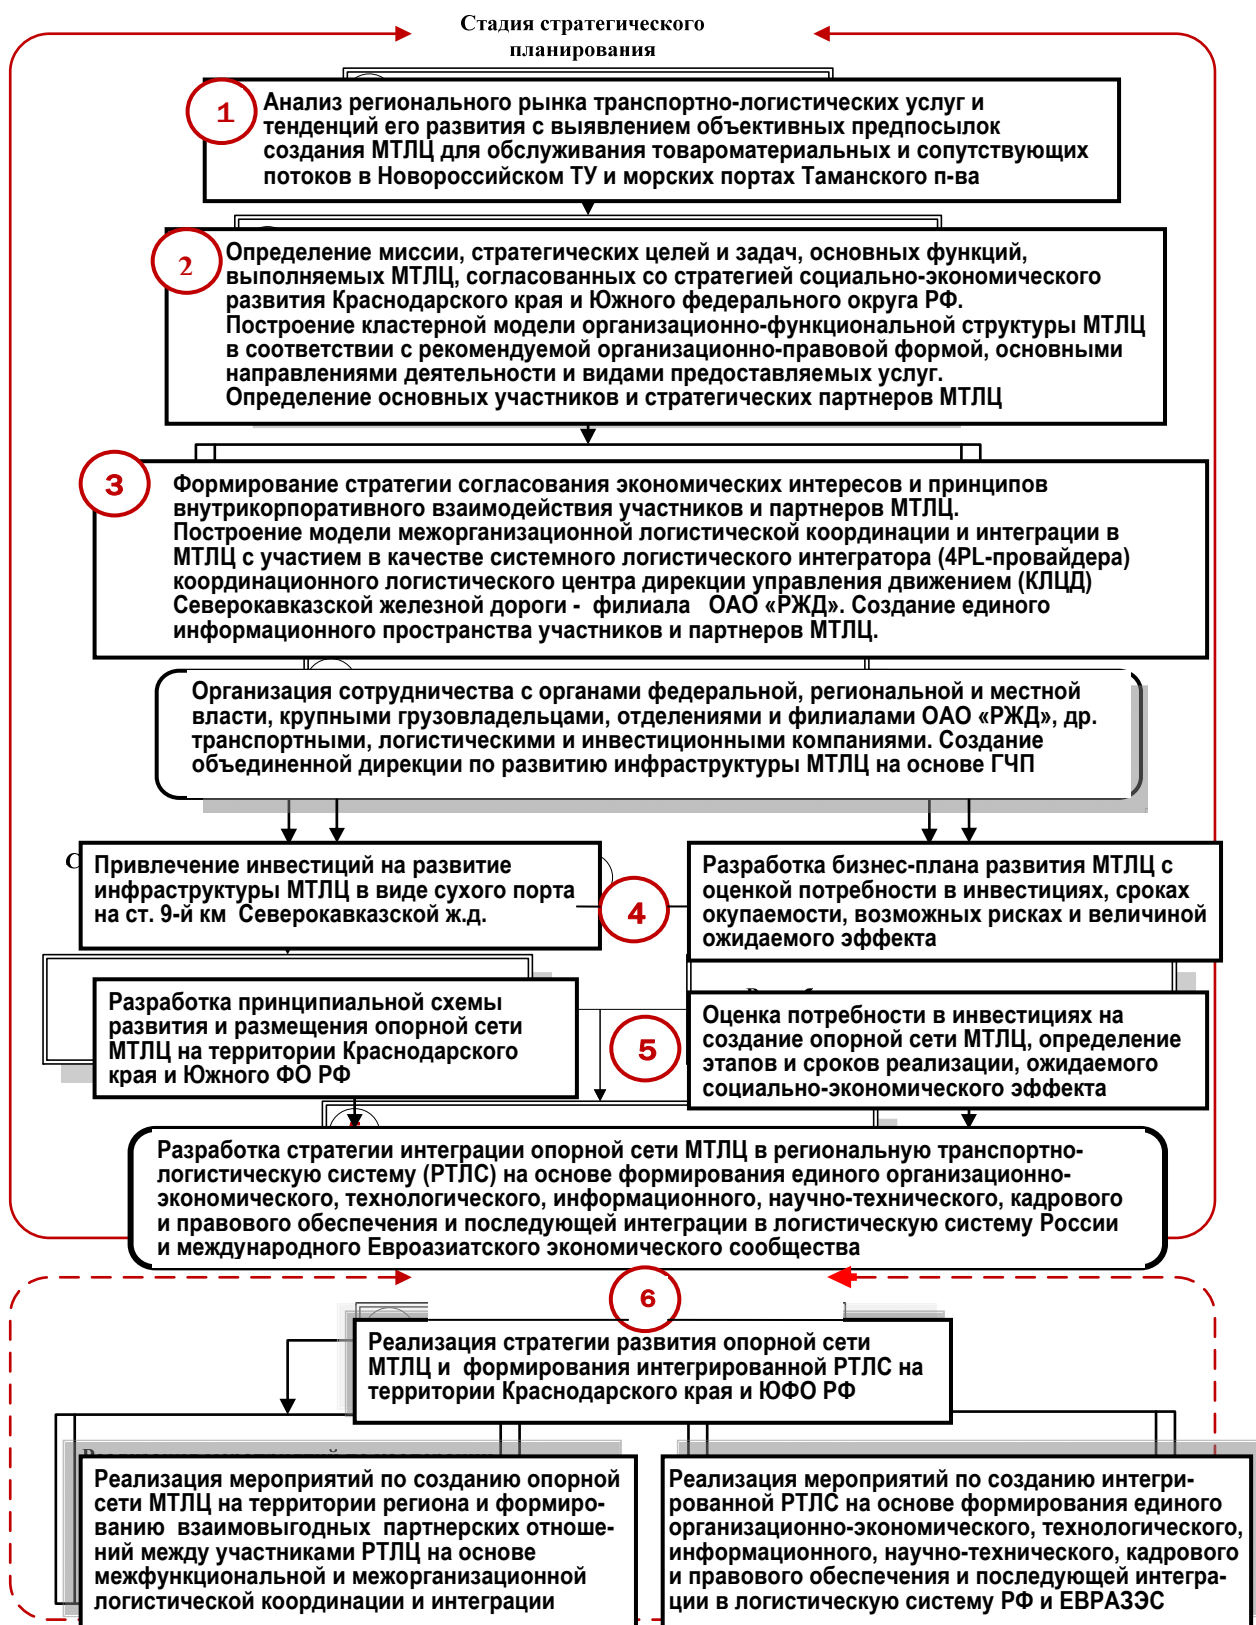 Стадия стратегического
планирования
1
Анализ регионального рынка транспортно-логистических услуг и
тенденций его развития с выявлением объективных предпосылок
создания МТЛЦ для обслуживания товароматериальных и сопутствующих
потоков в Новороссийском ТУ и морских портах Таманского п-ва
2
Определение миссии, стратегических целей и задач, основных функций,
выполняемых МТЛЦ, согласованных со стратегией социально-экономического
развития Краснодарского края и Южного федерального округа РФ.
Построение кластерной модели организационно-функциональной структуры МТЛЦ
в соответствии с рекомендуемой организационно-правовой формой, основными
направлениями деятельности и видами предоставляемых услуг.
Определение основных участников и стратегических партнеров МТЛЦ
3
Формирование стратегии согласования экономических интересов и принципов
внутрикорпоративного взаимодействия участников и партнеров МТЛЦ.
Построение модели межорганизационной логистической координации и интеграции в
МТЛЦ с участием в качестве системного логистического интегратора (4PL-провайдера)
координационного логистического центра дирекции управления движением (КЛЦД)
Северокавказской железной дороги - филиала ОАО «РЖД». Создание единого
информационного пространства участников и партнеров МТЛЦ.
Организация сотрудничества с органами федеральной, региональной и местной
власти, крупными грузовладельцами, отделениями и филиалами ОАО «РЖД», др.
транспортными, логистическими и инвестиционными компаниями. Создание
объединенной дирекции по развитию инфраструктуры МТЛЦ на основе ГЧП
С
Привлечение инвестиций на развитие
инфраструктуры МТЛЦ в виде сухого порта
на ст. 9-й км Северокавказской ж.д.
4
Разработка бизнес-плана развития МТЛЦ с
оценкой потребности в инвестициях, сроках
окупаемости, возможных рисках и величиной
ожидаемого эффекта
Разработка принципиальной схемы
развития и размещения опорной сети
МТЛЦ на территории Краснодарского
края и Южного ФО РФ
5
Оценка потребности в инвестициях на
создание опорной сети МТЛЦ, определение
этапов и сроков реализации, ожидаемого
социально-экономического эффекта
Разработка стратегии интеграции опорной сети МТЛЦ в региональную транспортно-
логистическую систему (РТЛС) на основе формирования единого организационно-
экономического, технологического, информационного, научно-технического, кадрового
и правового обеспечения и последующей интеграции в логистическую систему России
и международного Евроазиатского экономического сообщества
6
Реализация стратегии развития опорной сети
МТЛЦ и формирования интегрированной РТЛС на
территории Краснодарского края и ЮФО РФ
Реализация мероприятий по созданию опорной
сети МТЛЦ на территории региона и формиро-
ванию взаимовыгодных партнерских отноше-
ний между участниками РТЛЦ на основе
межфункциональной и межорганизационной
логистической координации и интеграции
Реализация мероприятий по созданию интегри-
рованной РТЛС на основе формирования единого
организационно-экономического, технологического,
информационного, научно-технического, кадрового
и правового обеспечения и последующей интегра-
ции в логистическую систему РФ и ЕВРАЗЭС